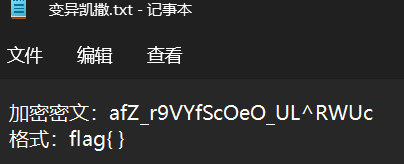 变异凯撒.txt - 记事本
文件 编辑 查看
加密密文：afZ_r9VYfScOeO_UL^RWUc
格式：flag{ }